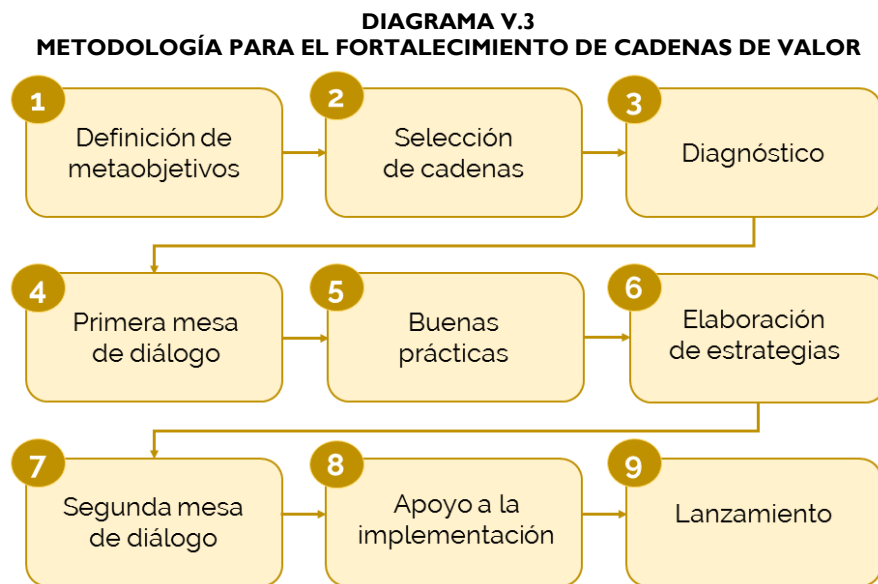 DIAGRAMA V.3
METODOLOGÍA PARA EL FORTALECIMIENTO DE CADENAS DE VALOR
1
Definición de
metaobjetivos
2
Selección
de cadenas
3
Diagnóstico
4
Primera mesa
de diálogo
5
Buenas
prácticas
6
Elaboración
de estrategias
7
Segunda mesa
de diálogo
8
Apoyo a la
implementación
9
Lanzamiento